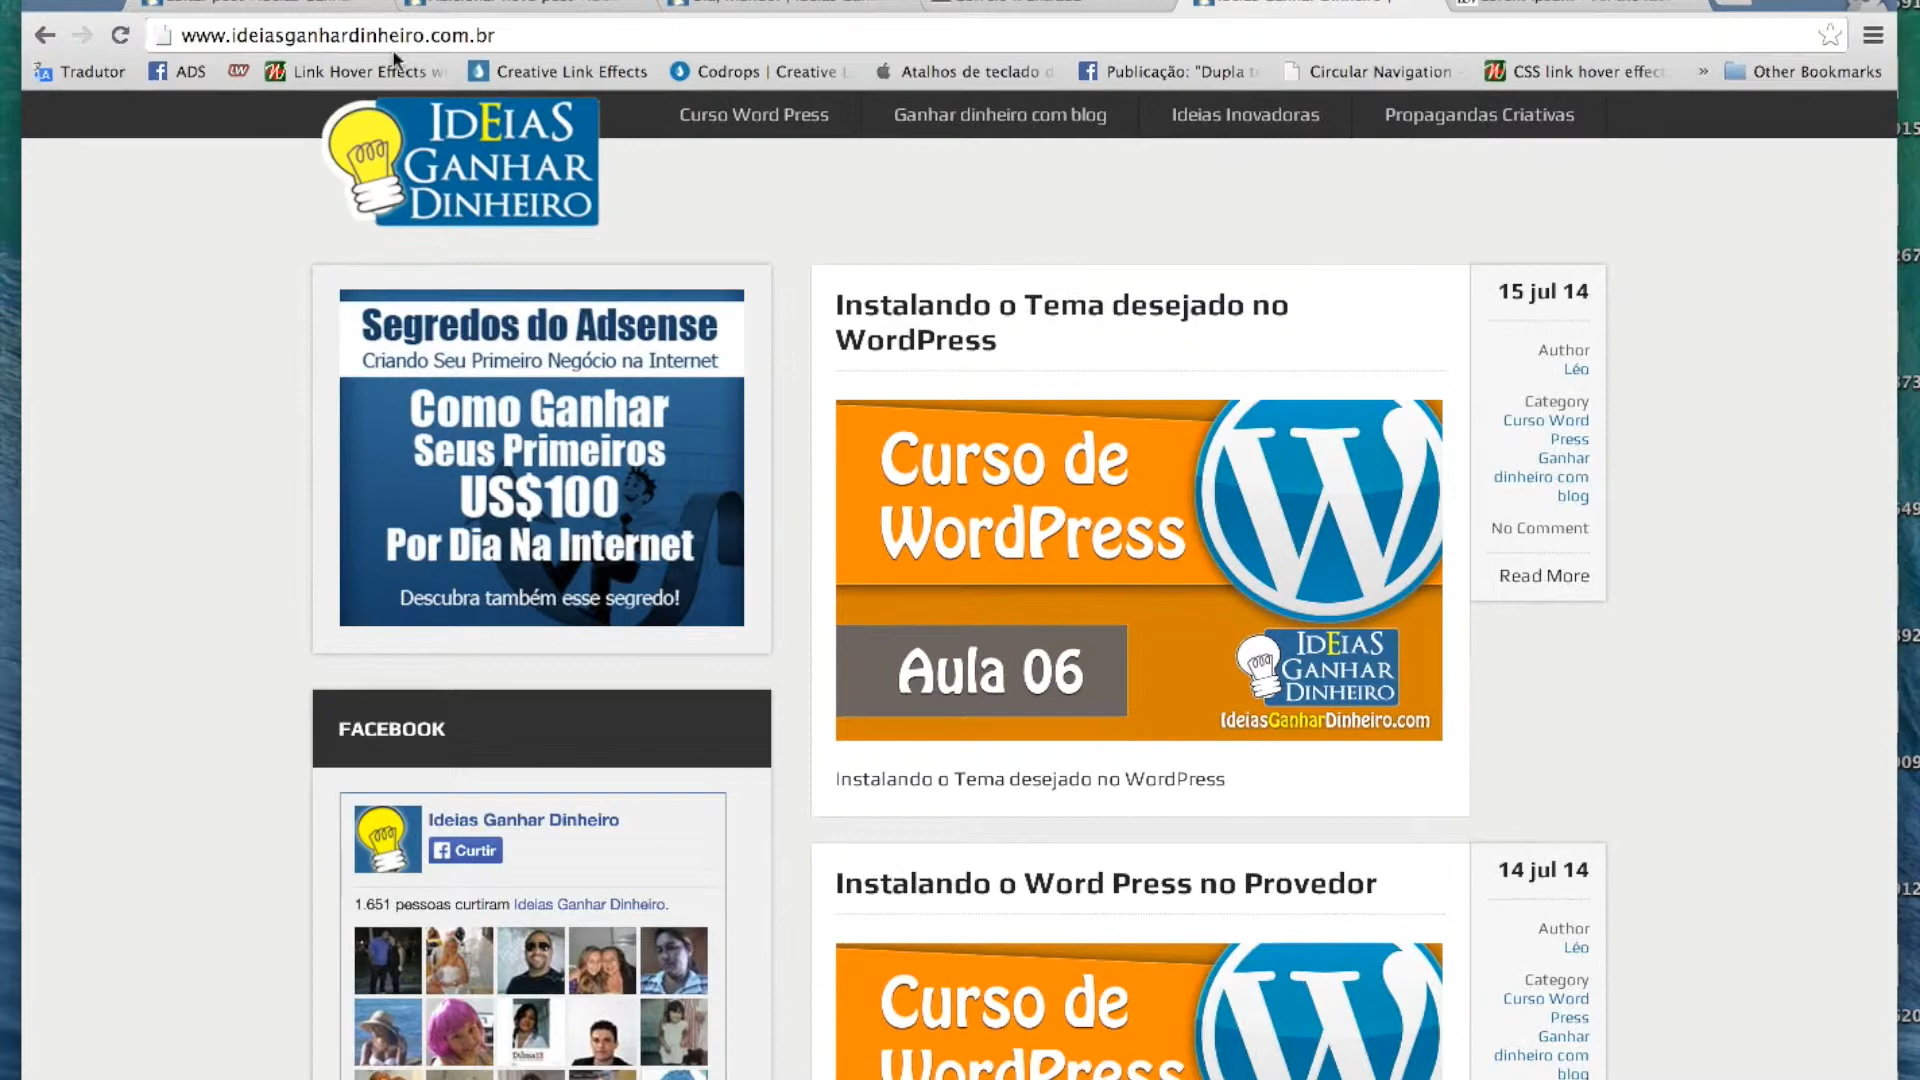 www.ideiasganhardinheiro.com.br
Tradutor
ADS
Link Hover Effects w
Creative Link Effects
Codrops | Creative L
Atalhos de teclado d
Publicação: "Dupla t
Circular Navigation
CSS link hover effect
»
Other Bookmarks
IDEIAS
GANHAR
DINHEIRO
Curso Word Press
Ganhar dinheiro com blog
Ideias Inovadoras
Propagandas Criativas
Segredos do Adsense
Criando Seu Primeiro Negócio na Internet
Como Ganhar
Seus Primeiros
US$100
Por Dia Na Internet
Descubra também esse segredo!
FACEBOOK
Ideias Ganhar Dinheiro
Curtir
1.651 pessoas curtiram Ideias Ganhar Dinheiro.
Dilma13
Instalando o Tema desejado no
WordPress
Curso de
WordPress
Aula 06
IDEIAS
GANHAR
DINHEIRO
IdeiasGanharDinheiro.com
Instalando o Tema desejado no WordPress
15 jul 14
Author
Léo
Category
Curso Word
Press
Ganhar
dinheiro com
blog
No Comment
Read More
Instalando o Word Press no Provedor
Curso de
WordPress
14 jul 14
Author
Léo
Category
Curso Word
Press
Ganhar
dinheiro com
blog